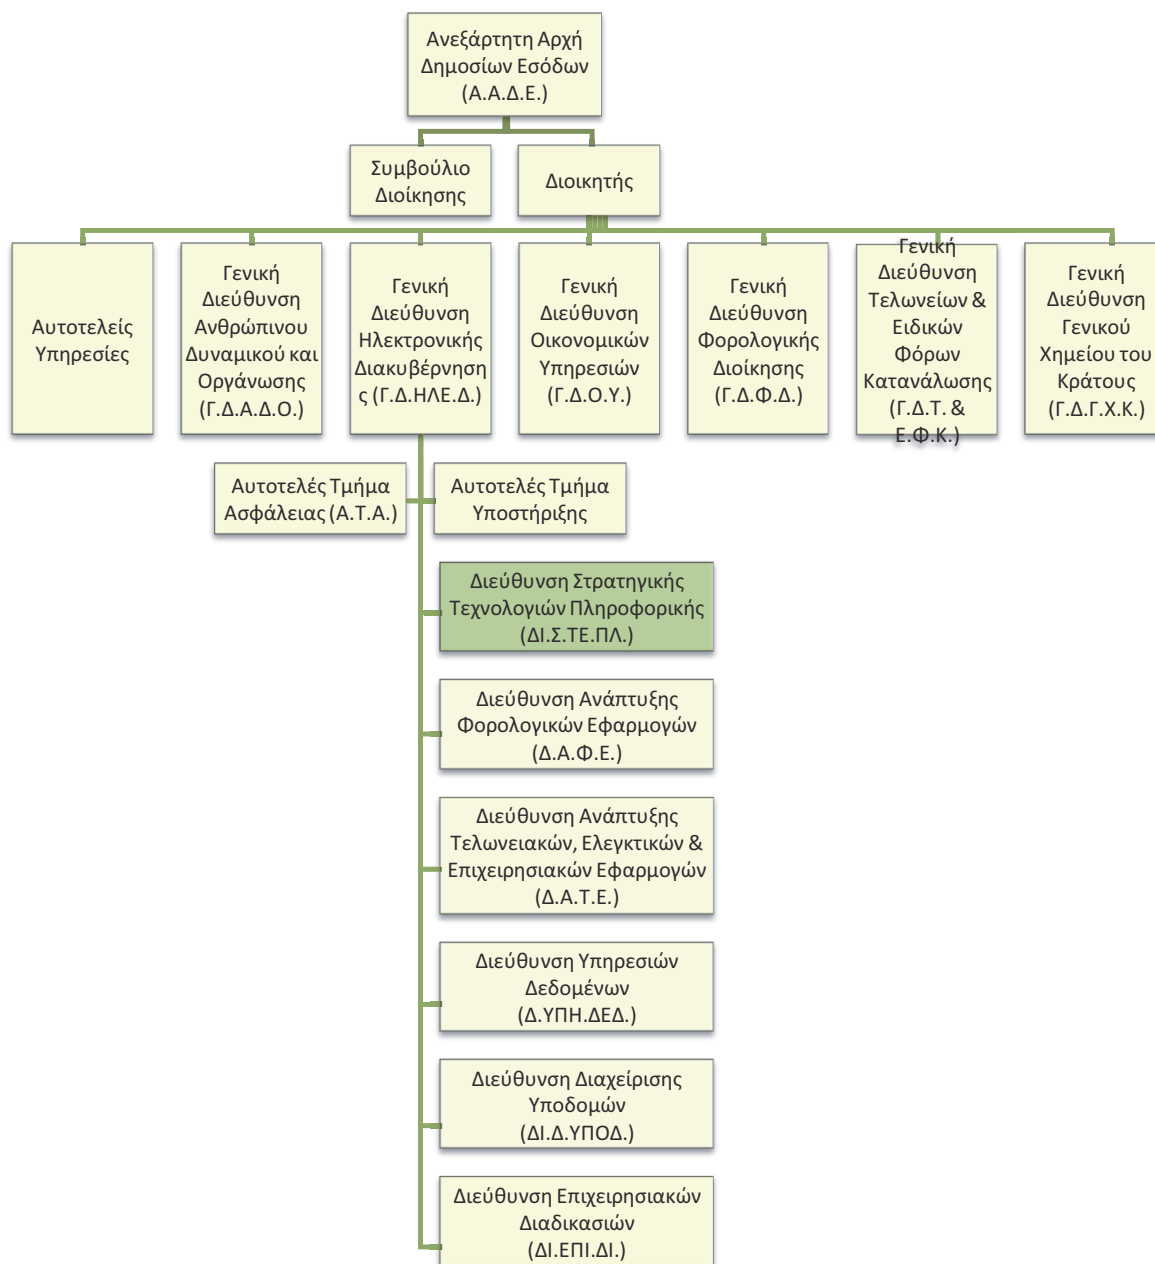 Ανεξάρτητη Αρχή
Δημοσίων Εσόδων
(Α.Α.Δ.Ε.)
Συμβούλιο
Διοίκησης
Διοικητής
Αυτοτελείς
Υπηρεσίες
Γενική
Διεύθυνση
Ανθρώπινου
Δυναμικού και
Οργάνωσης
(Γ.Δ.Α.Δ.Ο.)
Γενική
Διεύθυνση
Ηλεκτρονικής
Διακυβέρνηση
ς (Γ.Δ.ΗΛΕ.Δ.)
Γενική
Διεύθυνση
Οικονομικών
Υπηρεσιών
(Γ.Δ.Ο.Υ.)
Γενική
Διεύθυνση
Φορολογικής
Διοίκησης
(Γ.Δ.Φ.Δ.)
Γενική
Διεύθυνση
Τελωνείων &
Ειδικών
Φόρων
Κατανάλωσης
(Γ.Δ.Τ. &
Ε.Φ.Κ.)
Γενική
Διεύθυνση
Γενικού
Χημείου του
Κράτους
(Γ.Δ.Γ.Χ.Κ.)
Αυτοτελές Τμήμα
Ασφάλειας (Α.Τ.Α.)
Αυτοτελές Τμήμα
Υποστήριξης
Διεύθυνση Στρατηγικής
Τεχνολογιών Πληροφορικής
(ΔΙ.Σ.ΤΕ.ΠΛ.)
Διεύθυνση Ανάπτυξης
Φορολογικών Εφαρμογών
(Δ.Α.Φ.Ε.)
Διεύθυνση Ανάπτυξης
Τελωνειακών, Ελεγκτικών &
Επιχειρησιακών Εφαρμογών
(Δ.Α.Τ.Ε.)
Διεύθυνση Υπηρεσιών
Δεδομένων
(Δ.ΥΠΗ.ΔΕΔ.)
Διεύθυνση Διαχείρισης
Υποδομών
(ΔΙ.Δ.ΥΠΟΔ.)
Διεύθυνση Επιχειρησιακών
Διαδικασιών
(ΔΙ.ΕΠΙ.ΔΙ.)